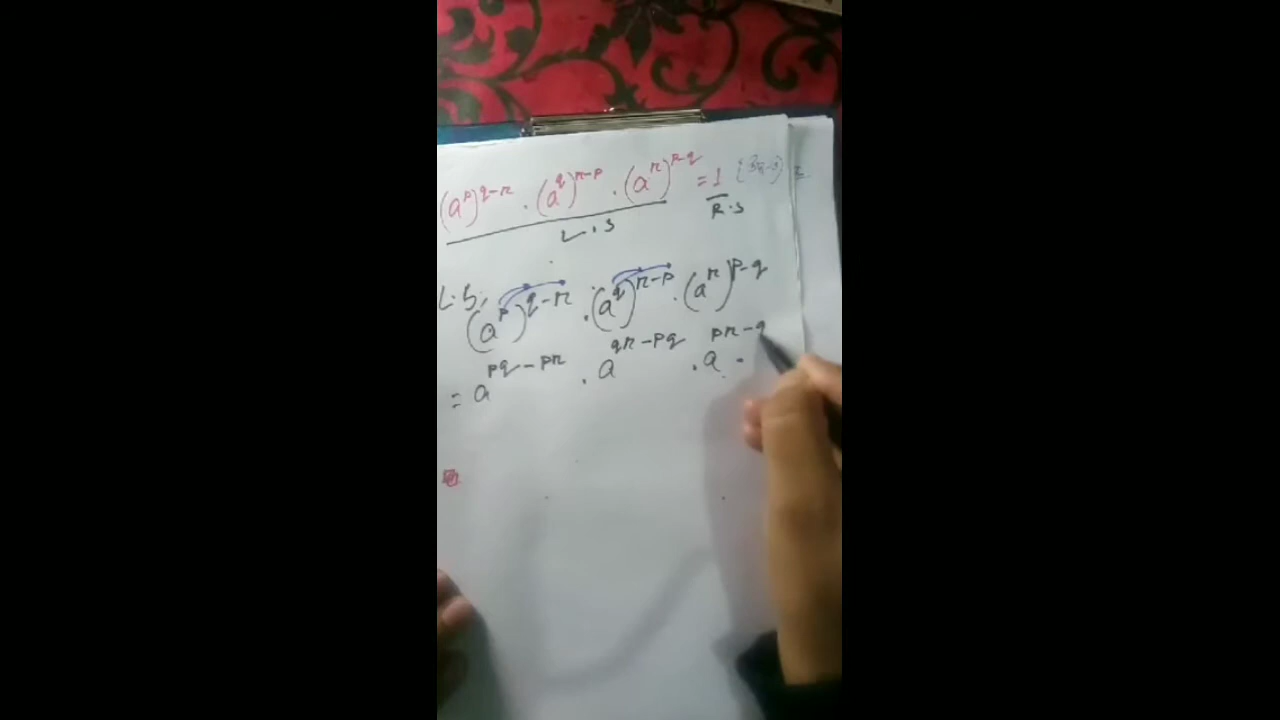 (a^p)^{q-r} . (a^q)^{r-p} . (a^r)^{p-q} = 1
L.S R.S
L.S, (a^p)^{q-r} . (a^q)^{r-p} . (a^r)^{p-q}
= a^{pq-pr} . a^{qr-pq} . a^{pr-q}